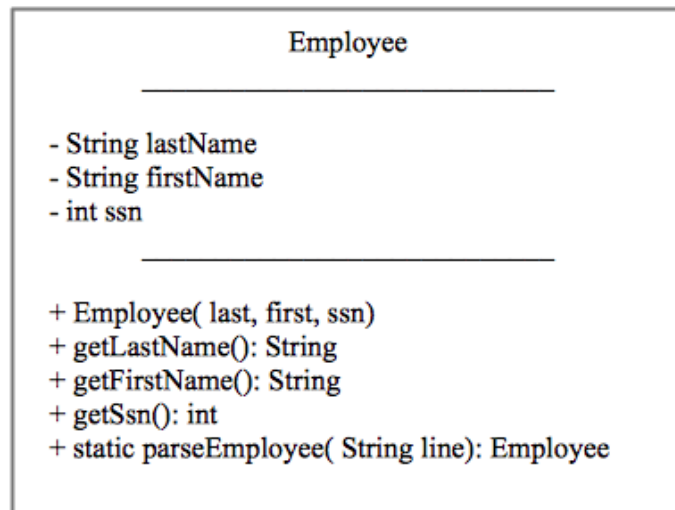 Employee
- String lastName
- String firstName
- int ssn
+ Employee( last, first, ssn)
+ getLastName(): String
+ getFirstName(): String
+ getSsn(): int
+ static parseEmployee( String line): Employee